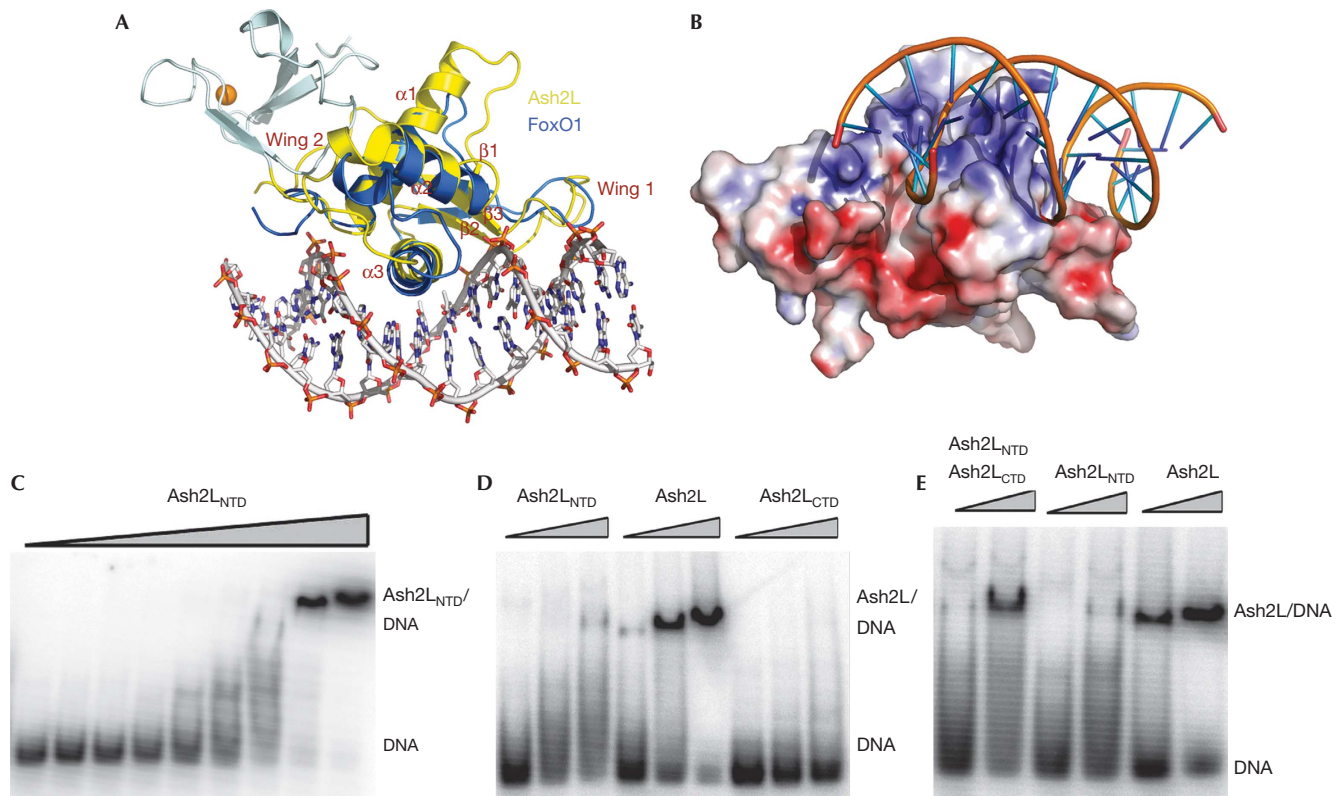 A
α1
Ash2L
FoxO1
Wing 2
β1
α2
Wing 1
β3
β2
α3
B
C
Ash2LNTD
Ash2LNTD/
DNA
DNA
D
Ash2LNTD
Ash2L
Ash2LCTD
Ash2L/
DNA
DNA
E
Ash2LNTD
Ash2LCTD
Ash2LNTD
Ash2L
Ash2L/DNA
DNA